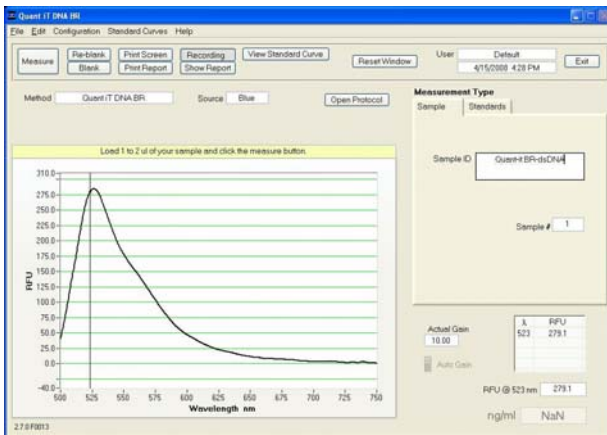 Quant iT DNA BR
File Edit Configuration Standard Curves Help
Measure
Re-blank
Blank
Print Screen
Print Report
Recording
Show Report
View Standard Curve
Reset Window
User
Default
4/15/2008 4:28 PM
Exit
Method
Quant iT DNA BR
Source
Blue
Open Protocol
Measurement Type
Sample
Standards
Load 1 to 2 ul of your sample and click the measure button.
Sample ID
Quant-it BR-dsDNA
Sample #
1
310.0
275.0
250.0
225.0
200.0
175.0
150.0
125.0
100.0
75.0
50.0
25.0
0.0
-40.0
RFU
500 525 550 575 600 625 650 675 700 725 750
Wavelength nm
Actual Gain
10.00
Auto Gain
λ RFU
523 279.1
RFU @ 523 nm 279.1
ng/ml NaN
2.7.0 F0013